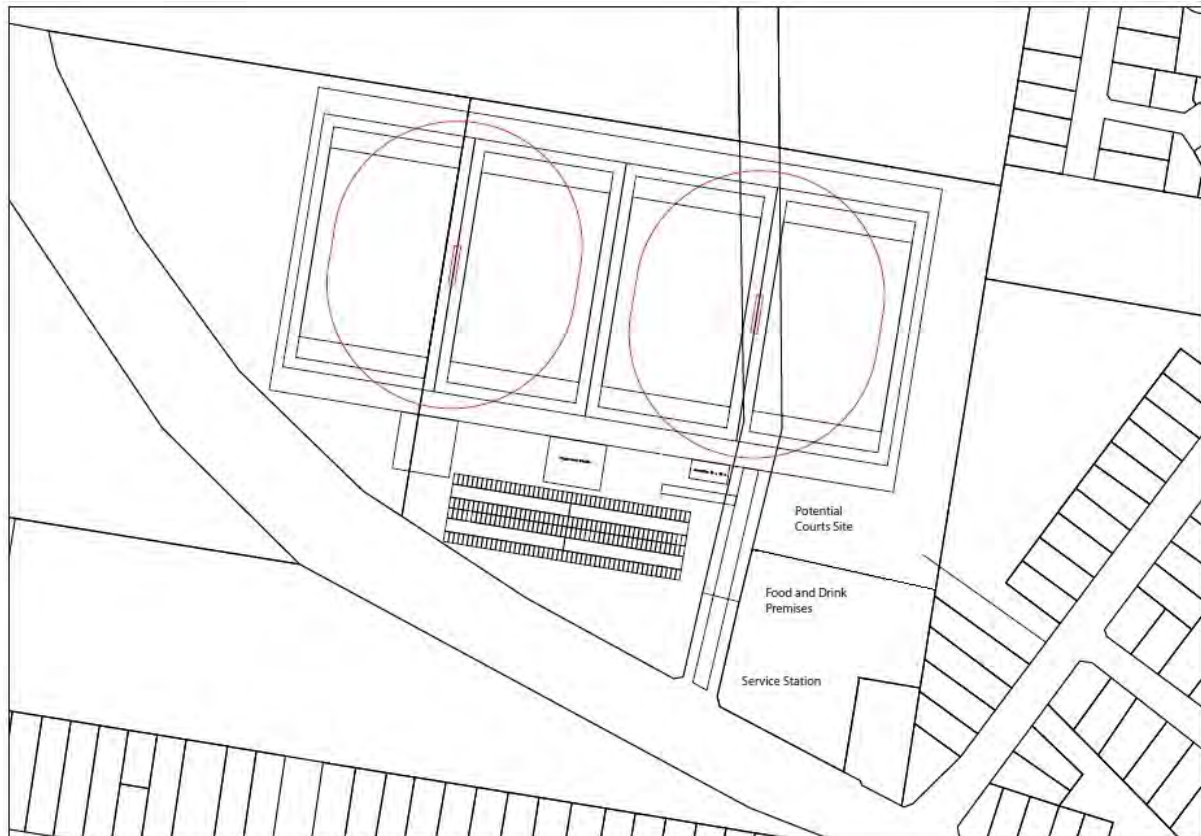 Potential
Courts Site
Food and Drink
Premises
Service Station